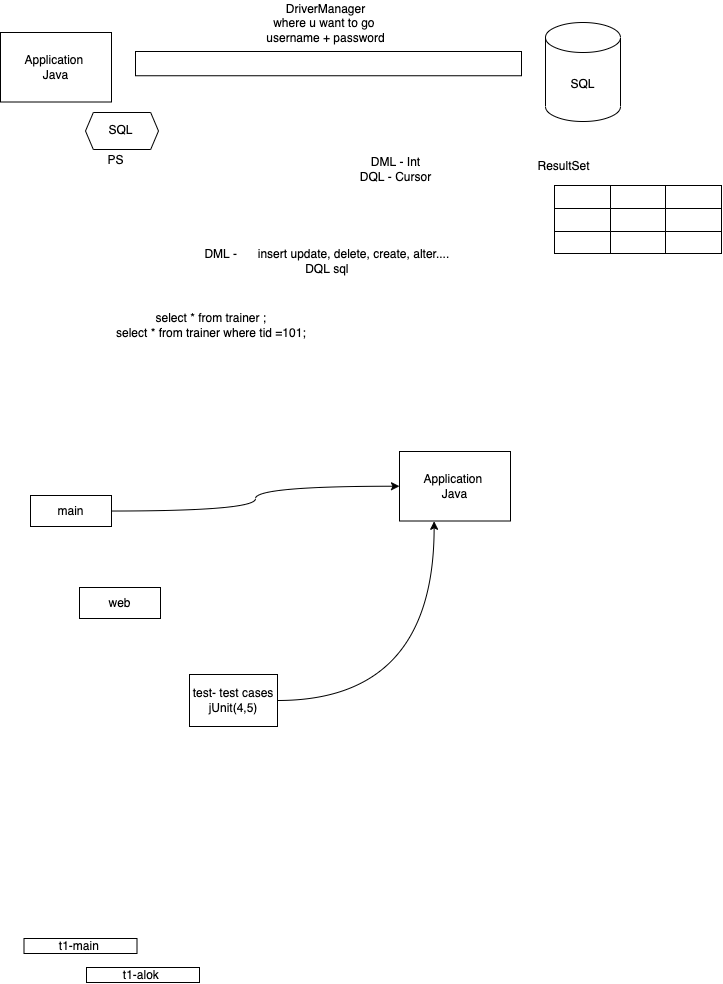 DriverManager
where u want to go
username + password
Application
Java
SQL
SQL
PS
DML - Int
DQL - Cursor
ResultSet
DML - insert update, delete, create, alter....
DQL sql
select * from trainer ;
select * from trainer where tid =101;
Application
Java
main
web
test- test cases
jUnit(4,5)
t1-main
t1-alok